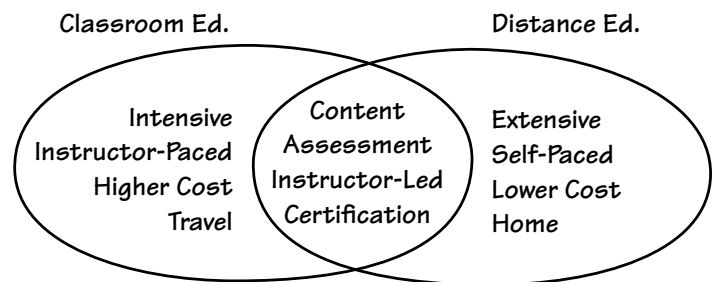 Classroom Ed.
Distance Ed.
Intensive
Instructor-Paced
Higher Cost
Travel
Content
Assessment
Instructor-Led
Certification
Extensive
Self-Paced
Lower Cost
Home